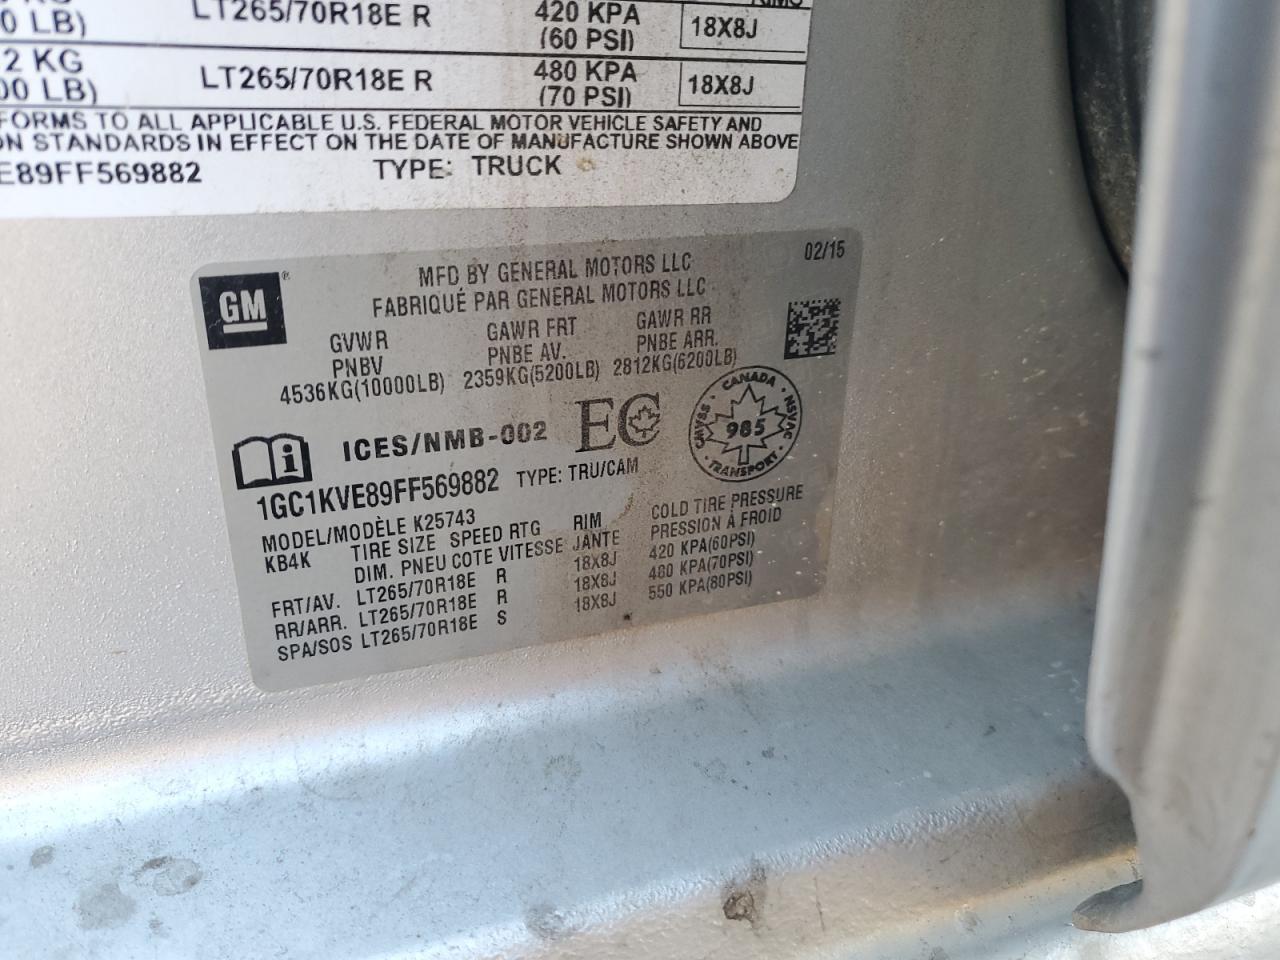 0 LB)
LT265/70R18E R
420 KPA
(60 PSI)
18X8J
2 KG
00 LB)
LT265/70R18E R
480 KPA
(70 PSI)
18X8J
FORMS TO ALL APPLICABLE U.S. FEDERAL MOTOR VEHICLE SAFETY AND
ON STANDARDS IN EFFECT ON THE DATE OF MANUFACTURE SHOWN ABOVE
E89FF569882 TYPE: TRUCK
GM®
MFD BY GENERAL MOTORS LLC
02/15
FABRIQUÉ PAR GENERAL MOTORS LLC
GVWR GAWR FRT GAWR RR
PNBV PNBE AV. PNBE ARR.
4536KG(10000LB) 2359KG(5200LB) 2812KG(6200LB)
i ICES/NMB-002 EC
CANADA
CMVSS 985 NSVAC
TRANSPORT
1GC1KVE89FF569882 TYPE: TRU/CAM
MODEL/MODÈLE K25743
KB4K TIRE SIZE SPEED RTG RIM COLD TIRE PRESSURE
DIM. PNEU COTE VITESSE JANTE PRESSION À FROID
FRT/AV. LT265/70R18E R 18X8J 420 KPA(60PSI)
RR/ARR. LT265/70R18E R 18X8J 480 KPA(70PSI)
SPA/SOS LT265/70R18E S 18X8J 550 KPA(80PSI)